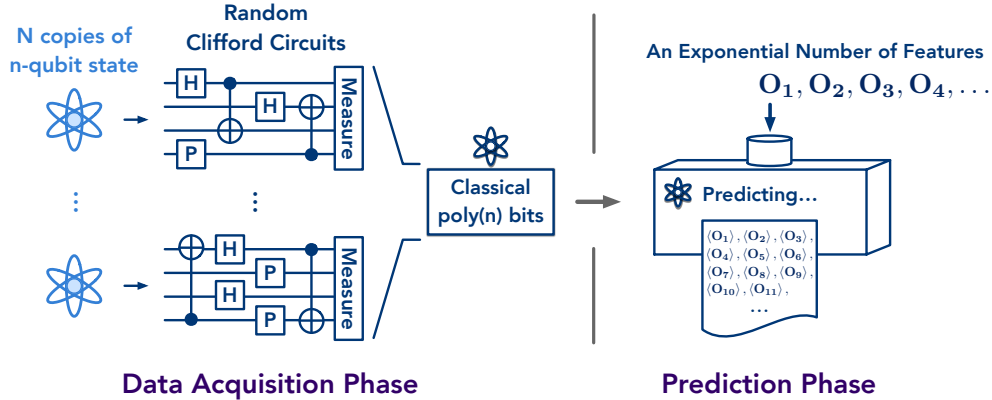 N copies of
n-qubit state
Random
Clifford Circuits
H
H
P
Measure
...
...
H
P
H
P
Measure
Classical
poly(n) bits
Data Acquisition Phase
An Exponential Number of Features
O₁, O₂, O₃, O₄, ...
Predicting...
⟨O₁⟩, ⟨O₂⟩, ⟨O₃⟩,
⟨O₄⟩, ⟨O₅⟩, ⟨O₆⟩,
⟨O₇⟩, ⟨O₈⟩, ⟨O₉⟩,
⟨O₁₀⟩, ⟨O₁₁⟩,
...
Prediction Phase